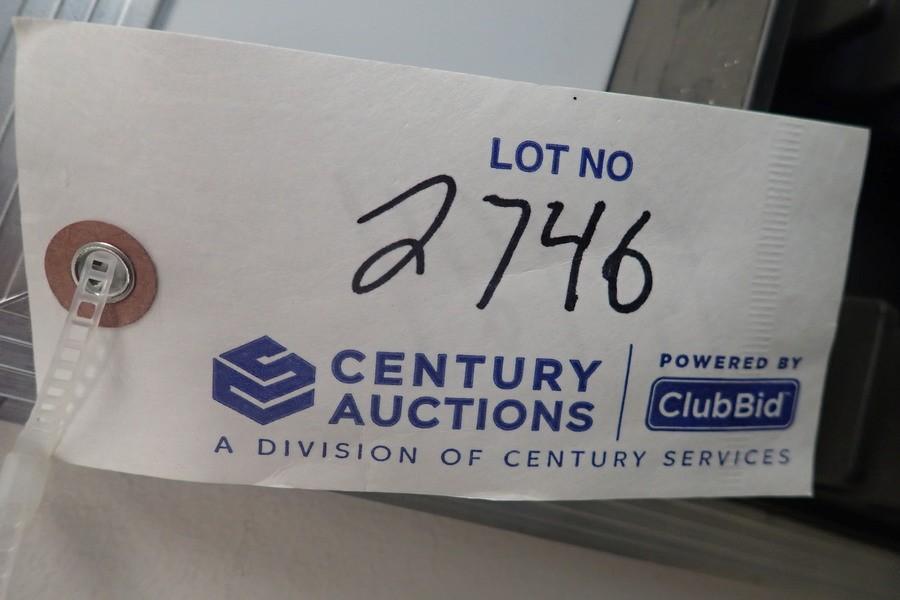 LOT NO
2746
CENTURY
AUCTIONS
A DIVISION OF CENTURY SERVICES
POWERED BY
ClubBid